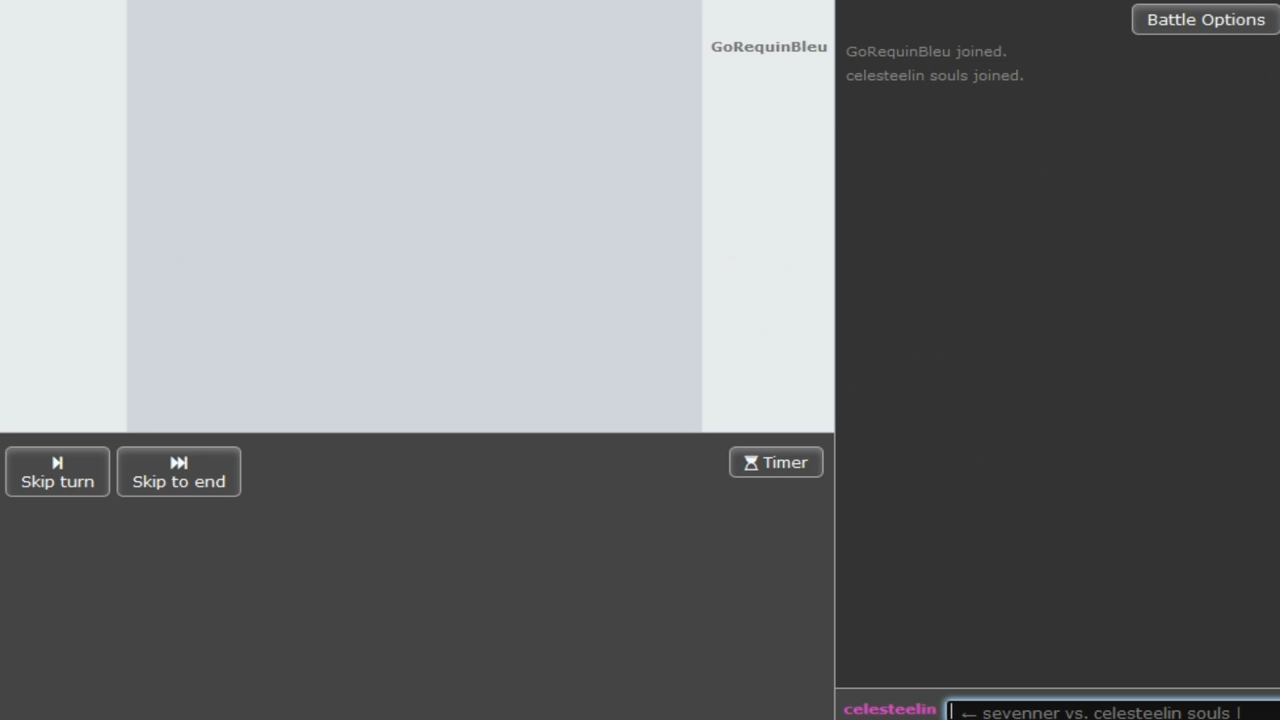 Battle Options
GoRequinBleu
GoRequinBleu joined.
celesteelin souls joined.
Skip turn
Skip to end
Timer
celesteelin
← sevenner vs. celesteelin souls |